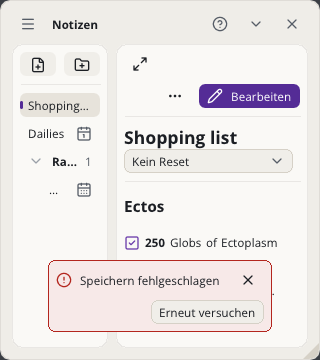 Notizen
Shopping...
Dailies
Ra... 1
...
Bearbeiten
Shopping list
Kein Reset
Ectos
250 Globs of Ectoplasm
Speichern fehlgeschlagen
Erneut versuchen